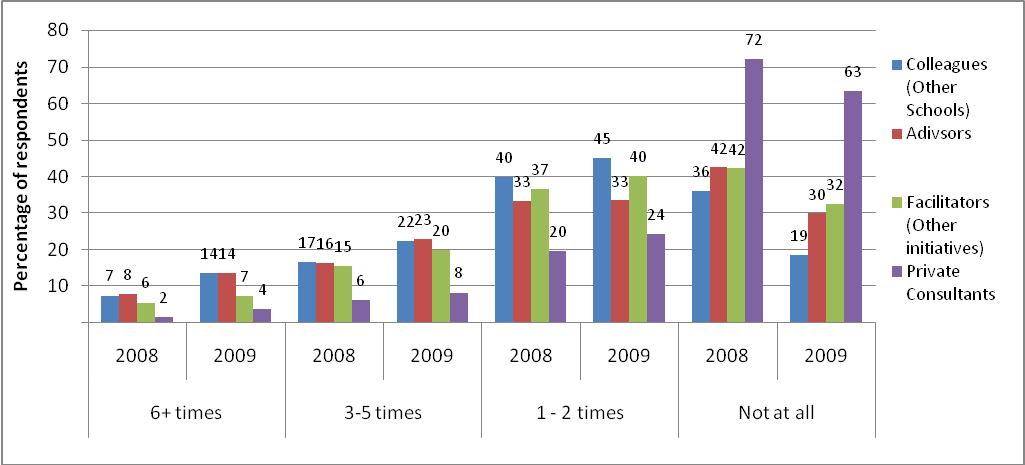 80
70
60
50
40
30
20
10
Percentage of respondents
7 8 6 2
14 14 7 4
17 16 15 6
22 23 20 8
40 33 37 20
45 33 40 24
36 42 42 72
19 30 32 63
2008 2009 2008 2009 2008 2009 2008 2009
6+ times 3-5 times 1 - 2 times Not at all
Colleagues
(Other
Schools)
Adivsors
Facilitators
(Other
initiatives)
Private
Consultants